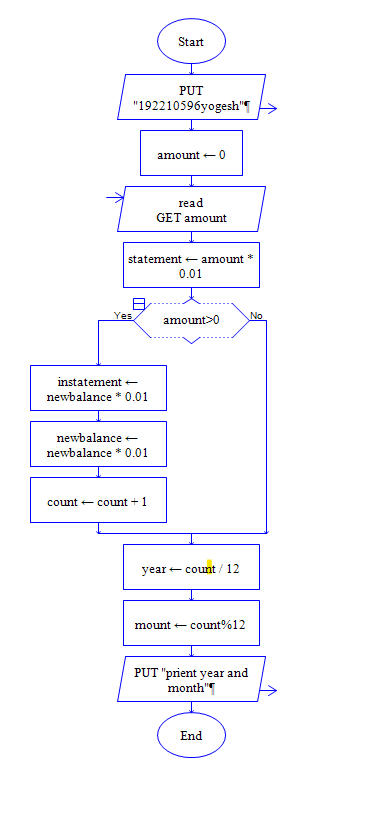 Start
PUT
"192210596yogesh"¶
amount ← 0
read
GET amount
statement ← amount *
0.01
amount>0
Yes
No
instatement ←
newbalance * 0.01
newbalance ←
newbalance * 0.01
count ← count + 1
year ← count / 12
mount ← count%12
PUT "prient year and
month"¶
End